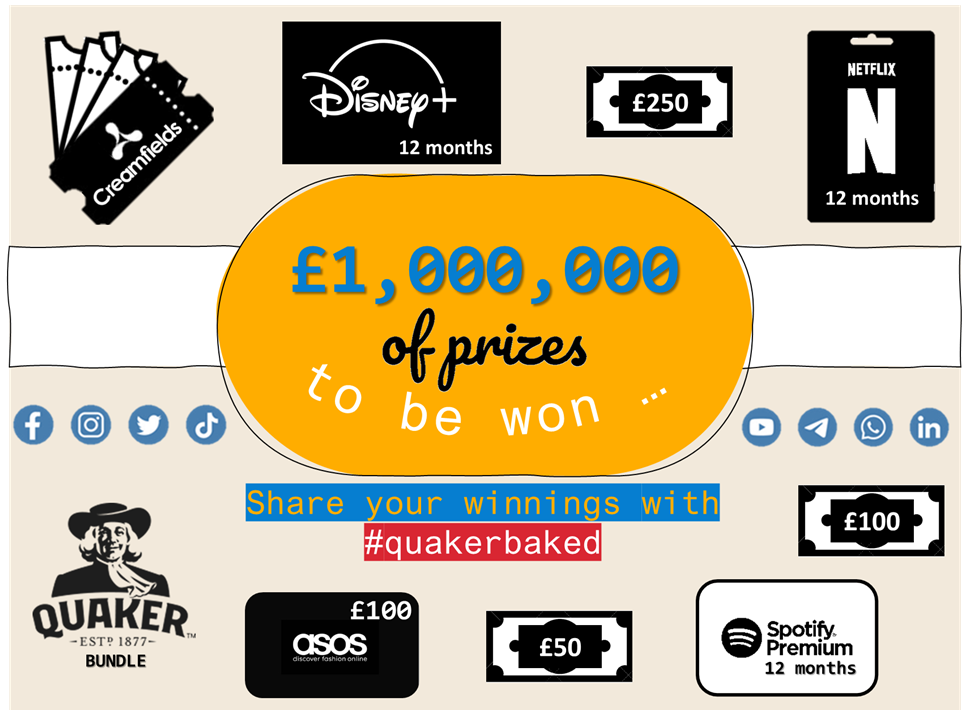 Creamfields
Disney+
12 months
£250
NETFLIX
N
12 months
£1,000,000
of prizes
to be won ...
Share your winnings with
#quakerbaked
£100
QUAKER™
ESTD 1877
BUNDLE
£100
asos
discover fashion online
£50
Spotify
Premium
12 months